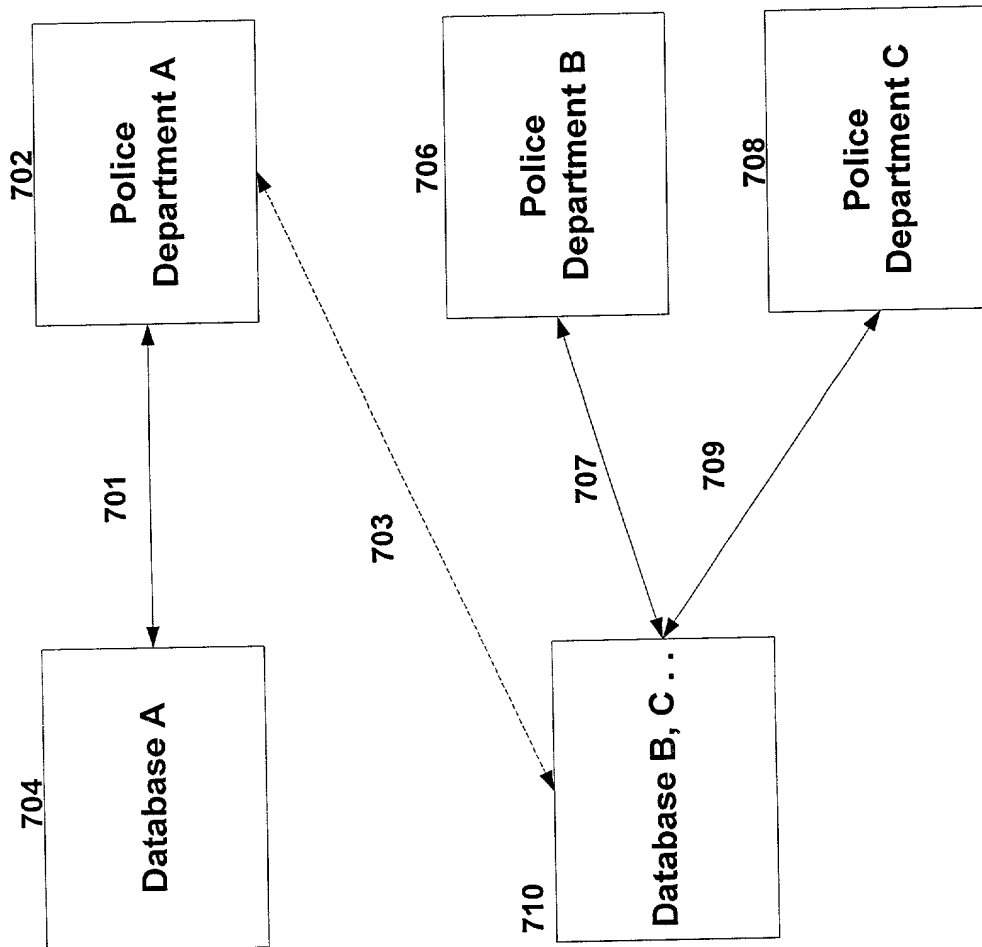 702
Police
Department A
701
704
Database A
703
706
Police
Department B
707
708
Police
Department C
709
710
Database B, C . .